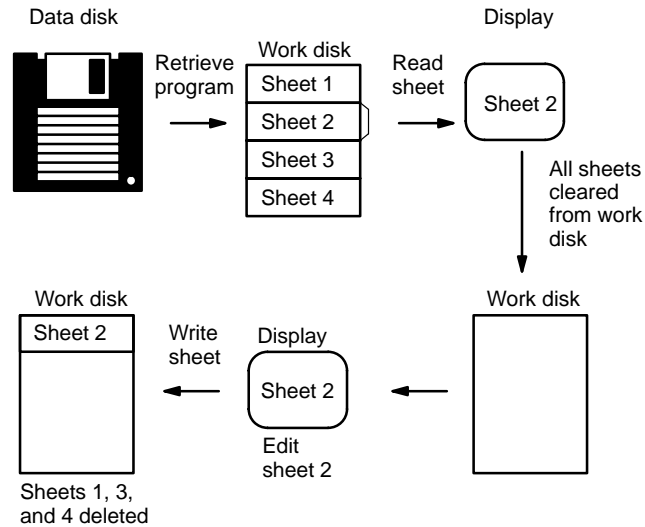 Data disk
Display
Work disk
Retrieve
program
Read
sheet
Sheet 1
Sheet 2
Sheet 3
Sheet 4
Sheet 2
All sheets
cleared
from work
disk
Work disk
Work disk
Sheet 2
Write
sheet
Display
Sheet 2
Edit
sheet 2
Sheets 1, 3,
and 4 deleted